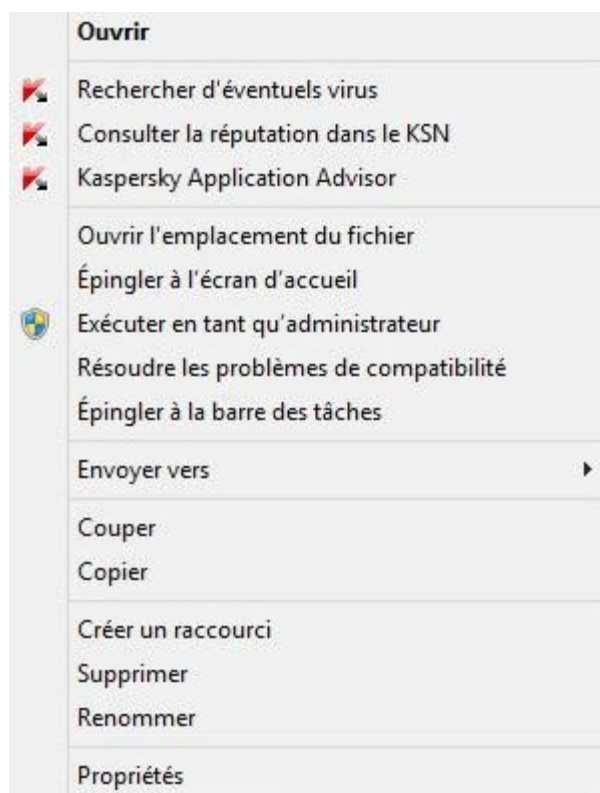 Ouvrir
Rechercher d'éventuels virus
Consulter la réputation dans le KSN
Kaspersky Application Advisor
Ouvrir l'emplacement du fichier
Épingler à l'écran d'accueil
Exécuter en tant qu'administrateur
Résoudre les problèmes de compatibilité
Épingler à la barre des tâches
Envoyer vers
Couper
Copier
Créer un raccourci
Supprimer
Renommer
Propriétés